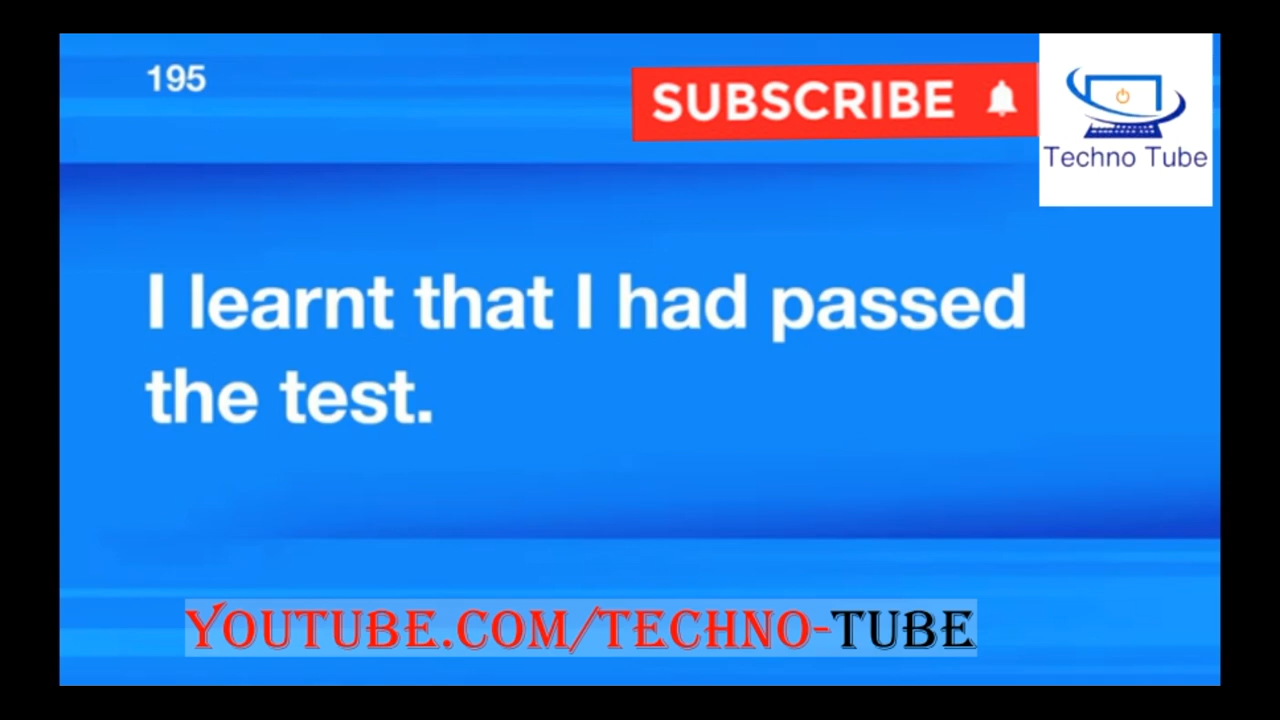 195
SUBSCRIBE
Techno Tube
I learnt that I had passed
the test.
YOUTUBE.COM/TECHNO-TUBE